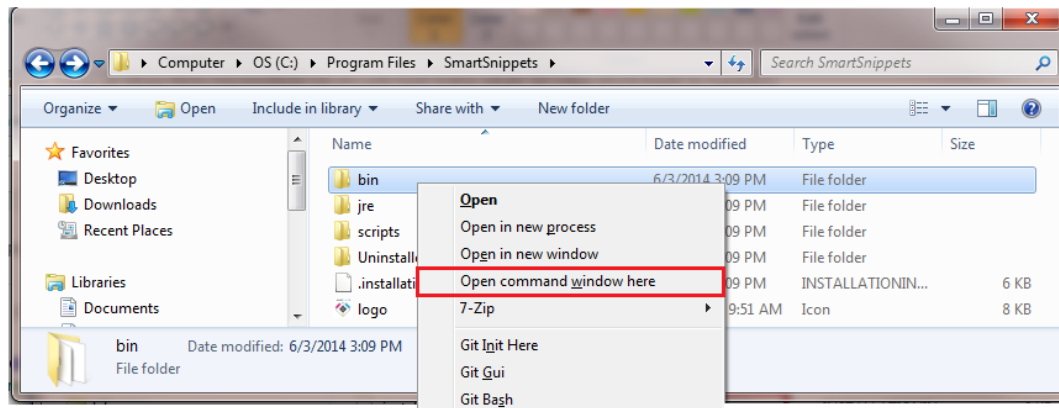 Computer ▸ OS (C:) ▸ Program Files ▸ SmartSnippets ▸
Search SmartSnippets
Organize Open Include in library Share with New folder
Favorites
Desktop
Downloads
Recent Places
Libraries
Documents
Name Date modified Type Size
bin 6/3/2014 3:09 PM File folder
jre 09 PM File folder
scripts 09 PM File folder
Uninstalle 09 PM File folder
.installati 09 PM INSTALLATIONIN... 6 KB
logo 9:51 AM Icon 8 KB
Open
Open in new process
Open in new window
Open command window here
7-Zip
Git Init Here
Git Gui
Git Bash
bin Date modified: 6/3/2014 3:09 PM
File folder